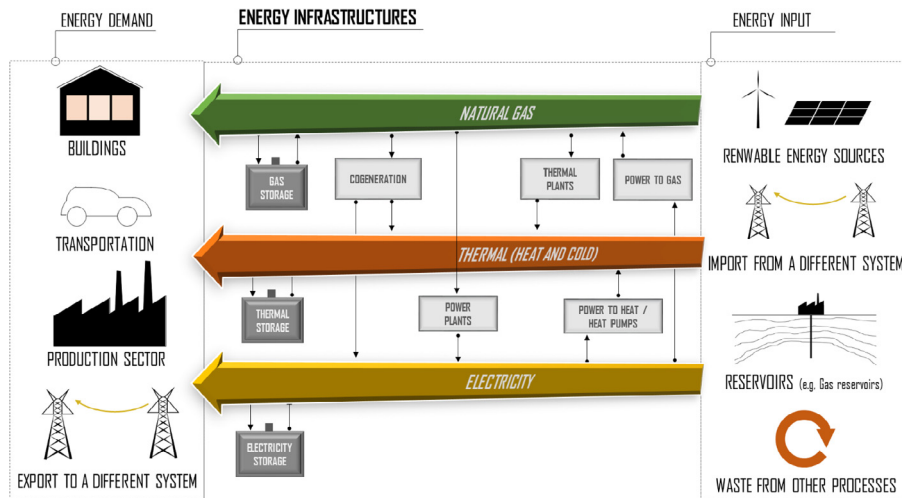 ENERGY DEMAND
ENERGY INFRASTRUCTURES
ENERGY INPUT
NATURAL GAS
BUILDINGS
GAS
STORAGE
COGENERATION
THERMAL
PLANTS
POWER TO GAS
RENWABLE ENERGY SOURCES
TRANSPORTATION
THERMAL (HEAT AND COLD)
IMPORT FROM A DIFFERENT SYSTEM
THERMAL
STORAGE
POWER
PLANTS
POWER TO HEAT /
HEAT PUMPS
PRODUCTION SECTOR
ELECTRICITY
RESERVOIRS (e.g. Gas reservoirs)
ELECTRICITY
STORAGE
EXPORT TO A DIFFERENT SYSTEM
WASTE FROM OTHER PROCESSES